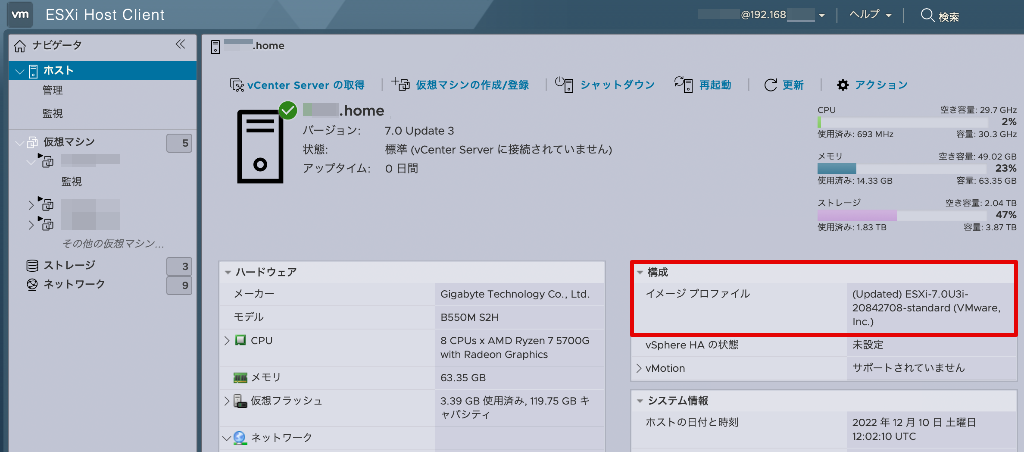 vm ESXi Host Client
@192.168
ヘルプ
検索
ナビゲータ
ホスト
管理
監視
仮想マシン 5
監視
その他の仮想マシン...
ストレージ 3
ネットワーク 9
.home
vCenter Server の取得
仮想マシンの作成/登録
シャットダウン
再起動
更新
アクション
.home
バージョン: 7.0 Update 3
状態: 標準 (vCenter Server に接続されていません)
アップタイム: 0 日間
CPU 空き容量: 29.7 GHz
2%
使用済み: 693 MHz 容量: 30.3 GHz
メモリ 空き容量: 49.02 GB
23%
使用済み: 14.33 GB 容量: 63.35 GB
ストレージ 空き容量: 2.04 TB
47%
使用済み: 1.83 TB 容量: 3.87 TB
ハードウェア
メーカー Gigabyte Technology Co., Ltd.
モデル B550M S2H
CPU 8 CPUs x AMD Ryzen 7 5700G
with Radeon Graphics
メモリ 63.35 GB
仮想フラッシュ 3.39 GB 使用済み, 119.75 GB キ
ャパシティ
ネットワーク
構成
イメージ プロファイル (Updated) ESXi-7.0U3i-
20842708-standard (VMware,
Inc.)
vSphere HA の状態 未設定
vMotion サポートされていません
システム情報
ホストの日付と時刻 2022 年 12 月 10 日 土曜日
12:02:10 UTC